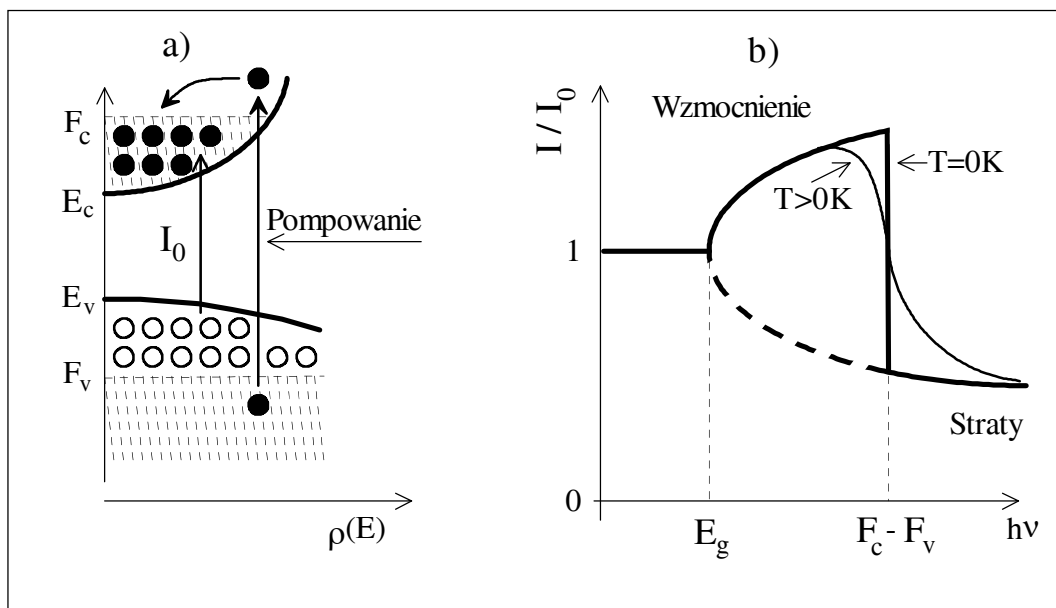 a)
F_c
E_c
I_0
Pompowanie
E_v
F_v
ρ(E)
b)
I / I_0
Wzmocnienie
T=0K
T>0K
1
Straty
0
E_g
F_c - F_v
hν